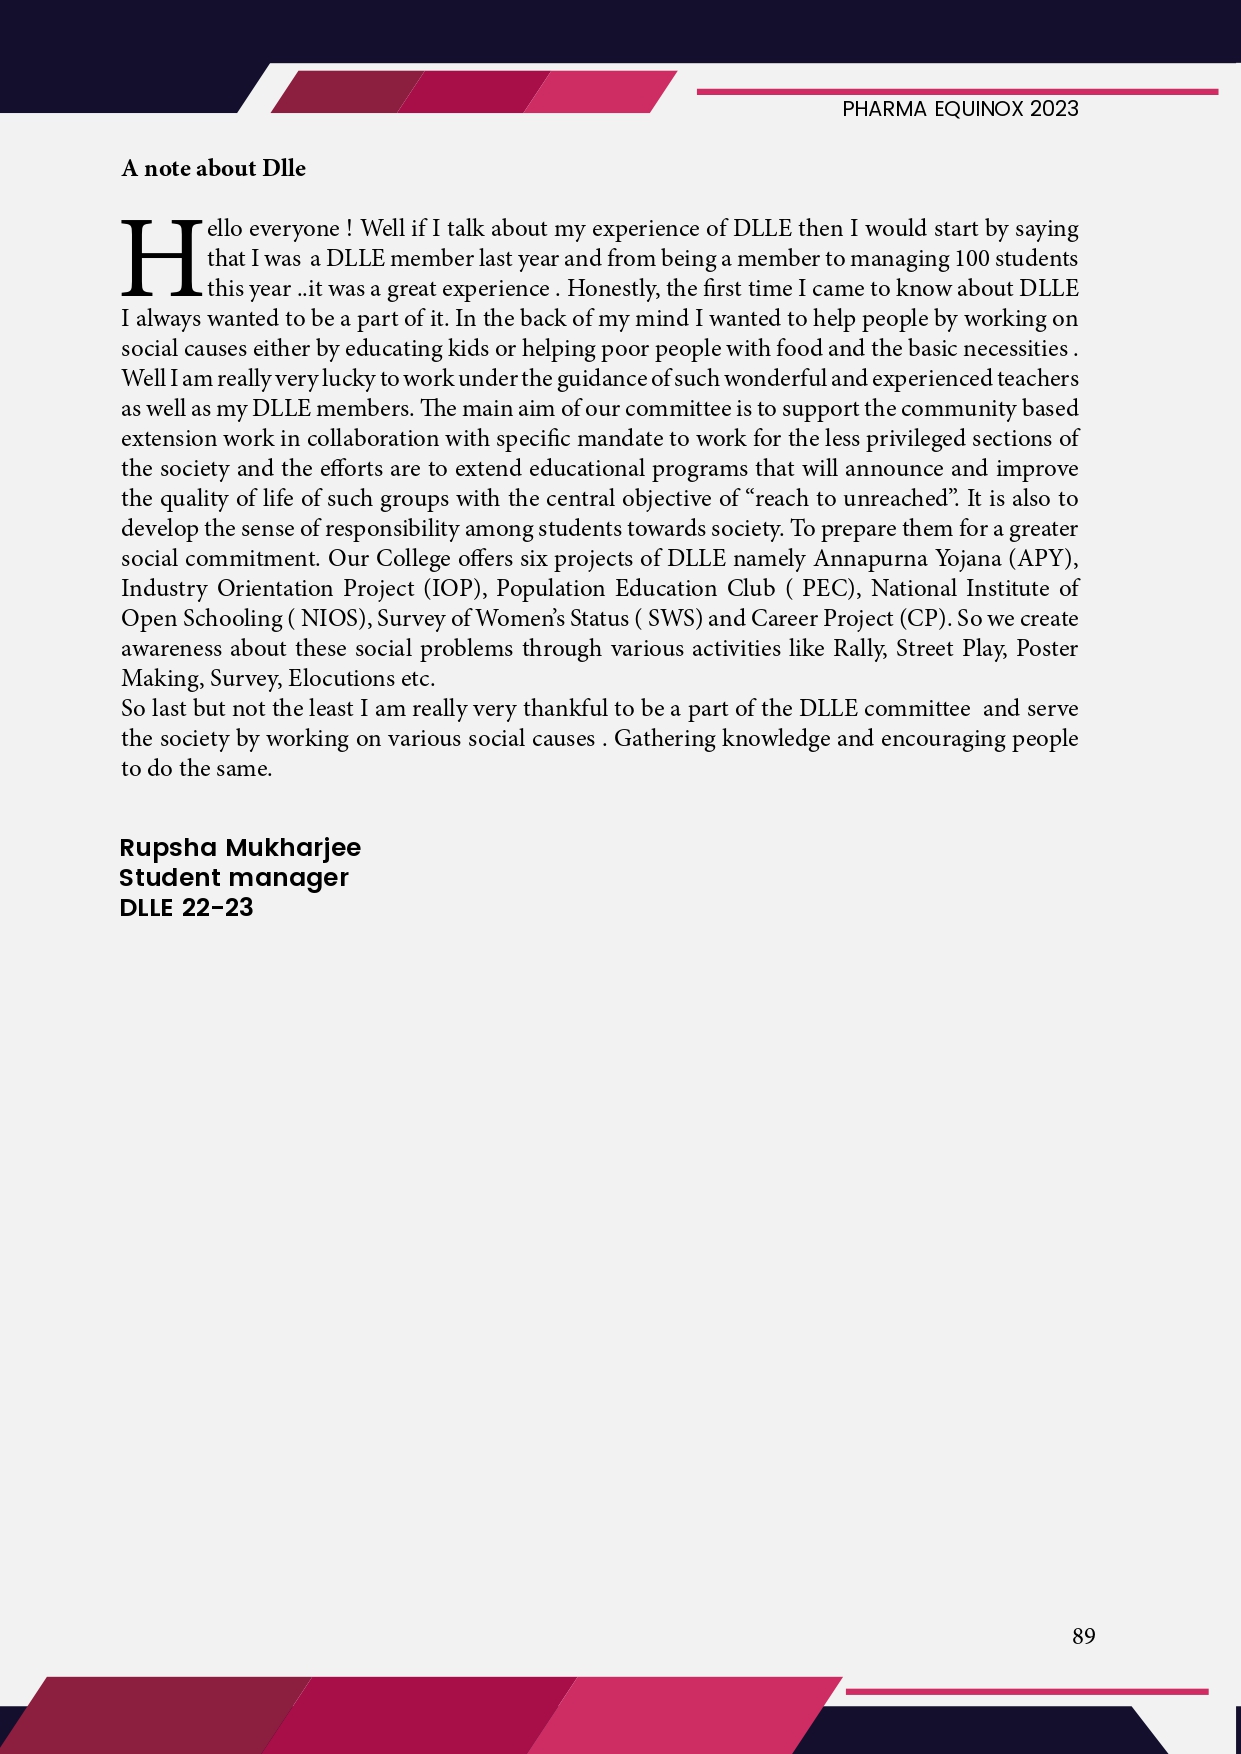 PHARMA EQUINOX 2023
A note about Dlle
Hello everyone ! Well if I talk about my experience of DLLE then I would start by saying
that I was a DLLE member last year and from being a member to managing 100 students
this year ..it was a great experience . Honestly, the first time I came to know about DLLE
I always wanted to be a part of it. In the back of my mind I wanted to help people by working on
social causes either by educating kids or helping poor people with food and the basic necessities .
Well I am really very lucky to work under the guidance of such wonderful and experienced teachers
as well as my DLLE members. The main aim of our committee is to support the community based
extension work in collaboration with specific mandate to work for the less privileged sections of
the society and the efforts are to extend educational programs that will announce and improve
the quality of life of such groups with the central objective of “reach to unreached”. It is also to
develop the sense of responsibility among students towards society. To prepare them for a greater
social commitment. Our College offers six projects of DLLE namely Annapurna Yojana (APY),
Industry Orientation Project (IOP), Population Education Club ( PEC), National Institute of
Open Schooling ( NIOS), Survey of Women’s Status ( SWS) and Career Project (CP). So we create
awareness about these social problems through various activities like Rally, Street Play, Poster
Making, Survey, Elocutions etc.
So last but not the least I am really very thankful to be a part of the DLLE committee and serve
the society by working on various social causes . Gathering knowledge and encouraging people
to do the same.
Rupsha Mukharjee
Student manager
DLLE 22-23
89